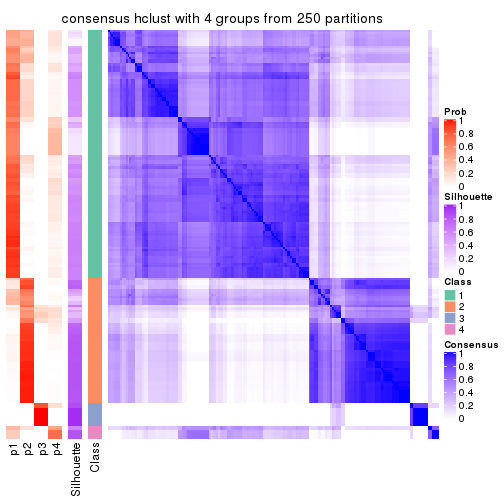 consensus hclust with 4 groups from 250 partitions
Prob
1
0.8
0.6
0.4
0.2
0
Silhouette
1
0.8
0.6
0.4
0.2
0
Class
1
2
3
4
Consensus
1
0.8
0.6
0.4
0.2
0
p1
p2
p3
p4
Silhouette
Class